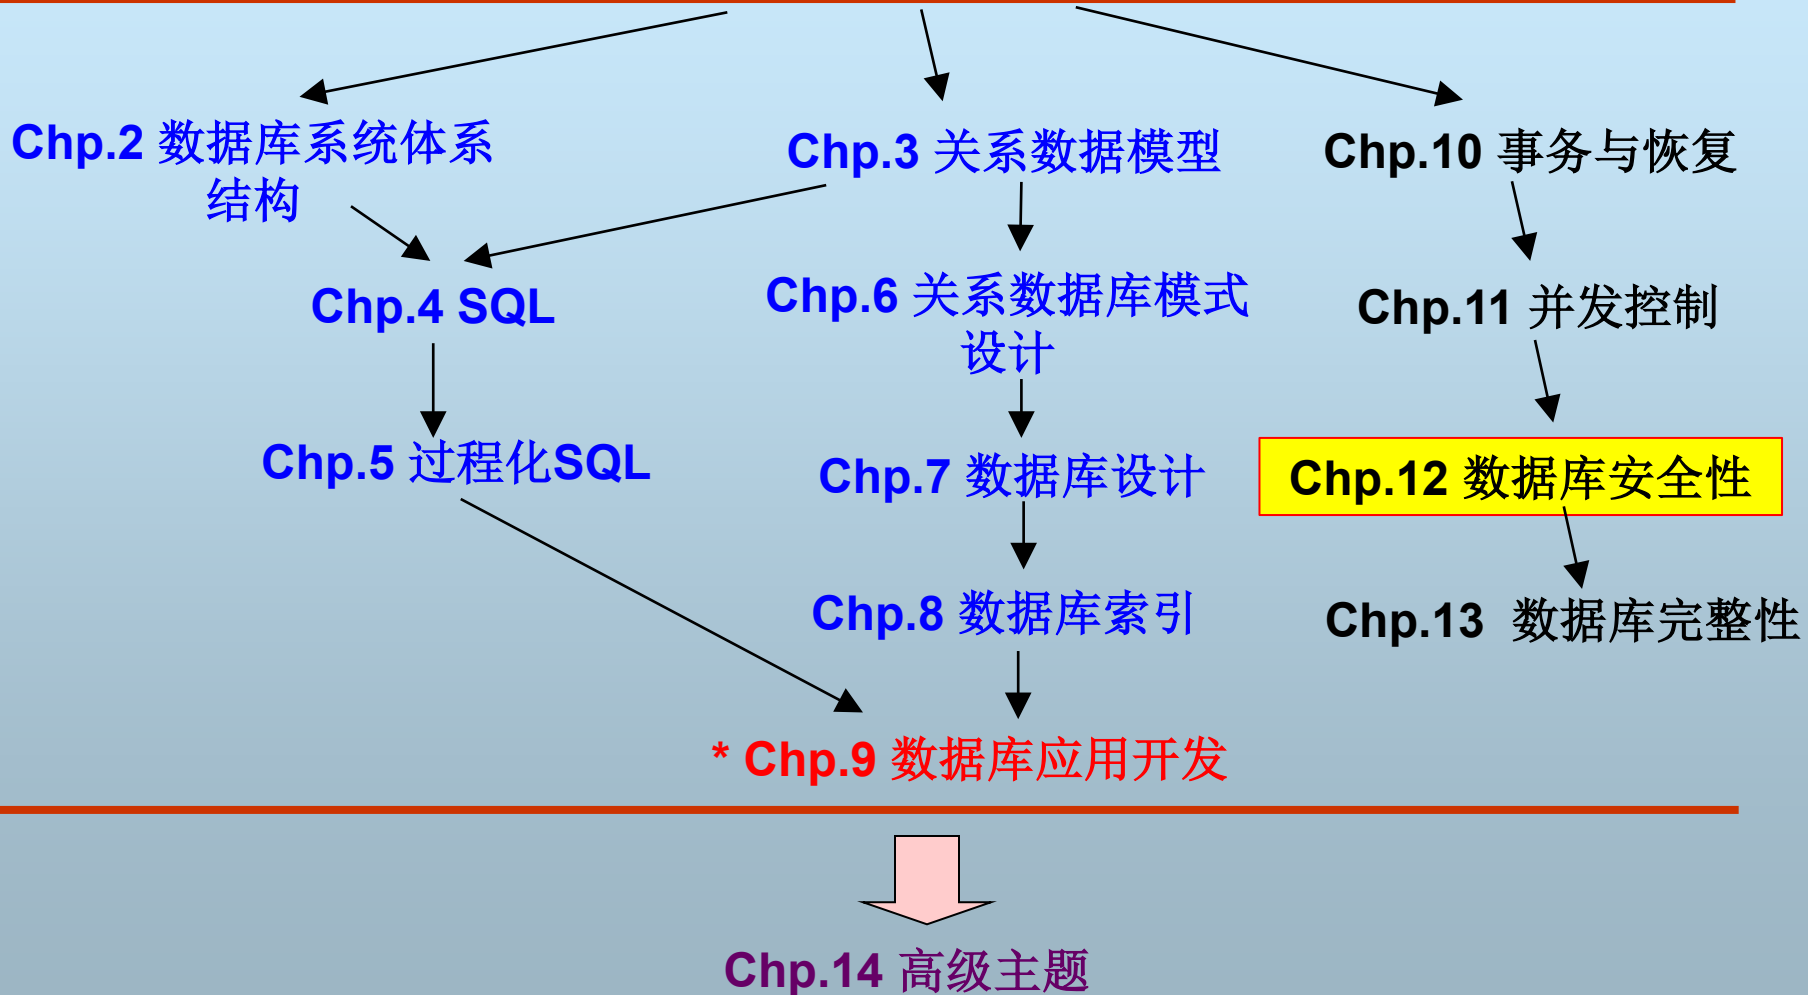 Chp.2 数据库系统体系
结构
Chp.3 关系数据模型
Chp.10 事务与恢复
Chp.4 SQL
Chp.6 关系数据库模式
设计
Chp.11 并发控制
Chp.5 过程化SQL
Chp.7 数据库设计
Chp.12 数据库安全性
Chp.8 数据库索引
Chp.13 数据库完整性
* Chp.9 数据库应用开发
Chp.14 高级主题